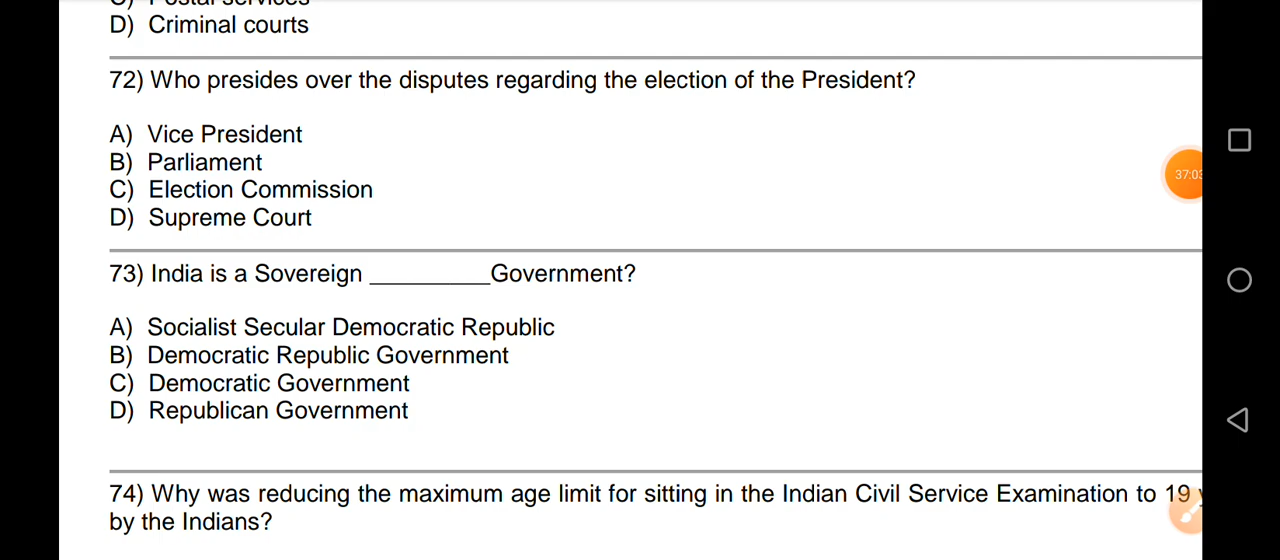 D) Criminal courts
72) Who presides over the disputes regarding the election of the President?
A) Vice President
B) Parliament
C) Election Commission
D) Supreme Court
73) India is a Sovereign _________Government?
A) Socialist Secular Democratic Republic
B) Democratic Republic Government
C) Democratic Government
D) Republican Government
74) Why was reducing the maximum age limit for sitting in the Indian Civil Service Examination to 19
by the Indians?